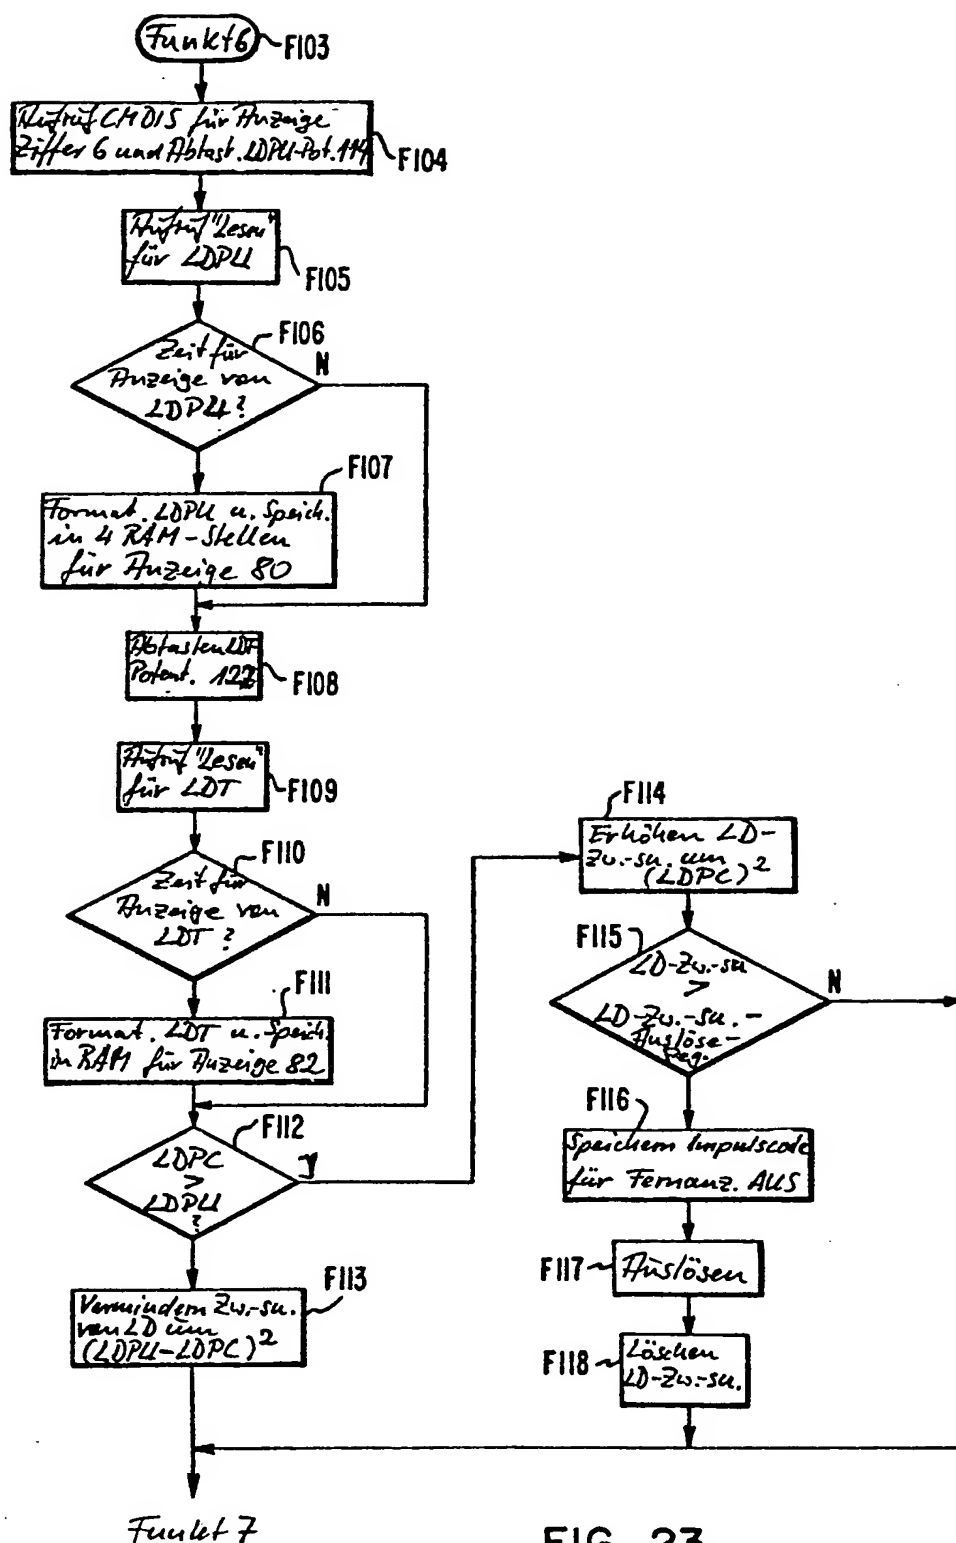 Funkt 6
F103
Aufruf CMDIS für Anzeige
Ziffer 6 und Abtast. LDPU-Pot. 114
F104
Aufruf "Lesen"
für LDPU
F105
F106
Zeit für
Anzeige von
LDPU?
N
F107
Format. LDPU u. Speich.
in 4 RAM-Stellen
für Anzeige 80
Abtasten LDT
Potent.
F108
Aufruf "Lesen"
für LDT
F109
F110
Zeit für
Anzeige von
LDT ?
N
F111
Format. LDT u. Speich.
in RAM für Anzeige 82
F112
LDPC
>
LDPU
?
F113
Vermindern Zw.-su.
von LD um
(LDPU-LDPC)²
F114
Erhöhen LD-
Zw.-su. um
(LDPC)²
F115
LD-Zw.-su
>
LD-Zw.-su.-
Auslöse-
Reg.
N
F116
Speichern Impulscode
für Fernanz. AUS
F117
Auslösen
F118
Löschen
LD-Zw.-su.
Funkt 7
FIG. 23